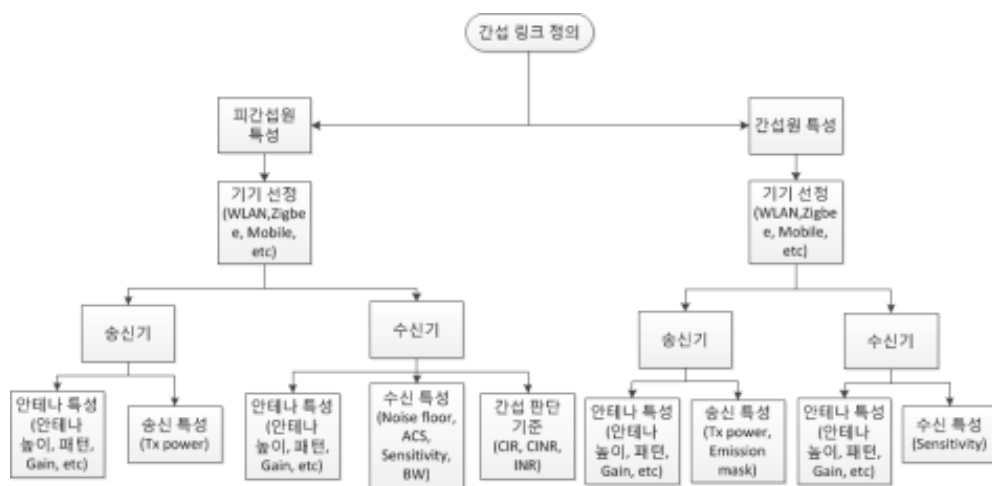 간섭 링크 정의
피간섭원
특성
간섭원 특성
기기 선정
(WLAN,Zigbe
e, Mobile,
etc)
기기 선정
(WLAN,Zigbe
e, Mobile,
etc)
송신기
수신기
송신기
수신기
안테나 특성
(안테나
높이, 패턴,
Gain, etc)
송신 특성
(Tx power)
안테나 특성
(안테나
높이, 패턴,
Gain, etc)
수신 특성
(Noise floor,
ACS,
Sensitivity,
BW)
간섭 판단
기준
(CIR, CINR,
INR)
안테나 특성
(안테나
높이, 패턴,
Gain, etc)
송신 특성
(Tx power,
Emission
mask)
안테나 특성
(안테나
높이, 패턴,
Gain, etc)
수신 특성
(Sensitivity)